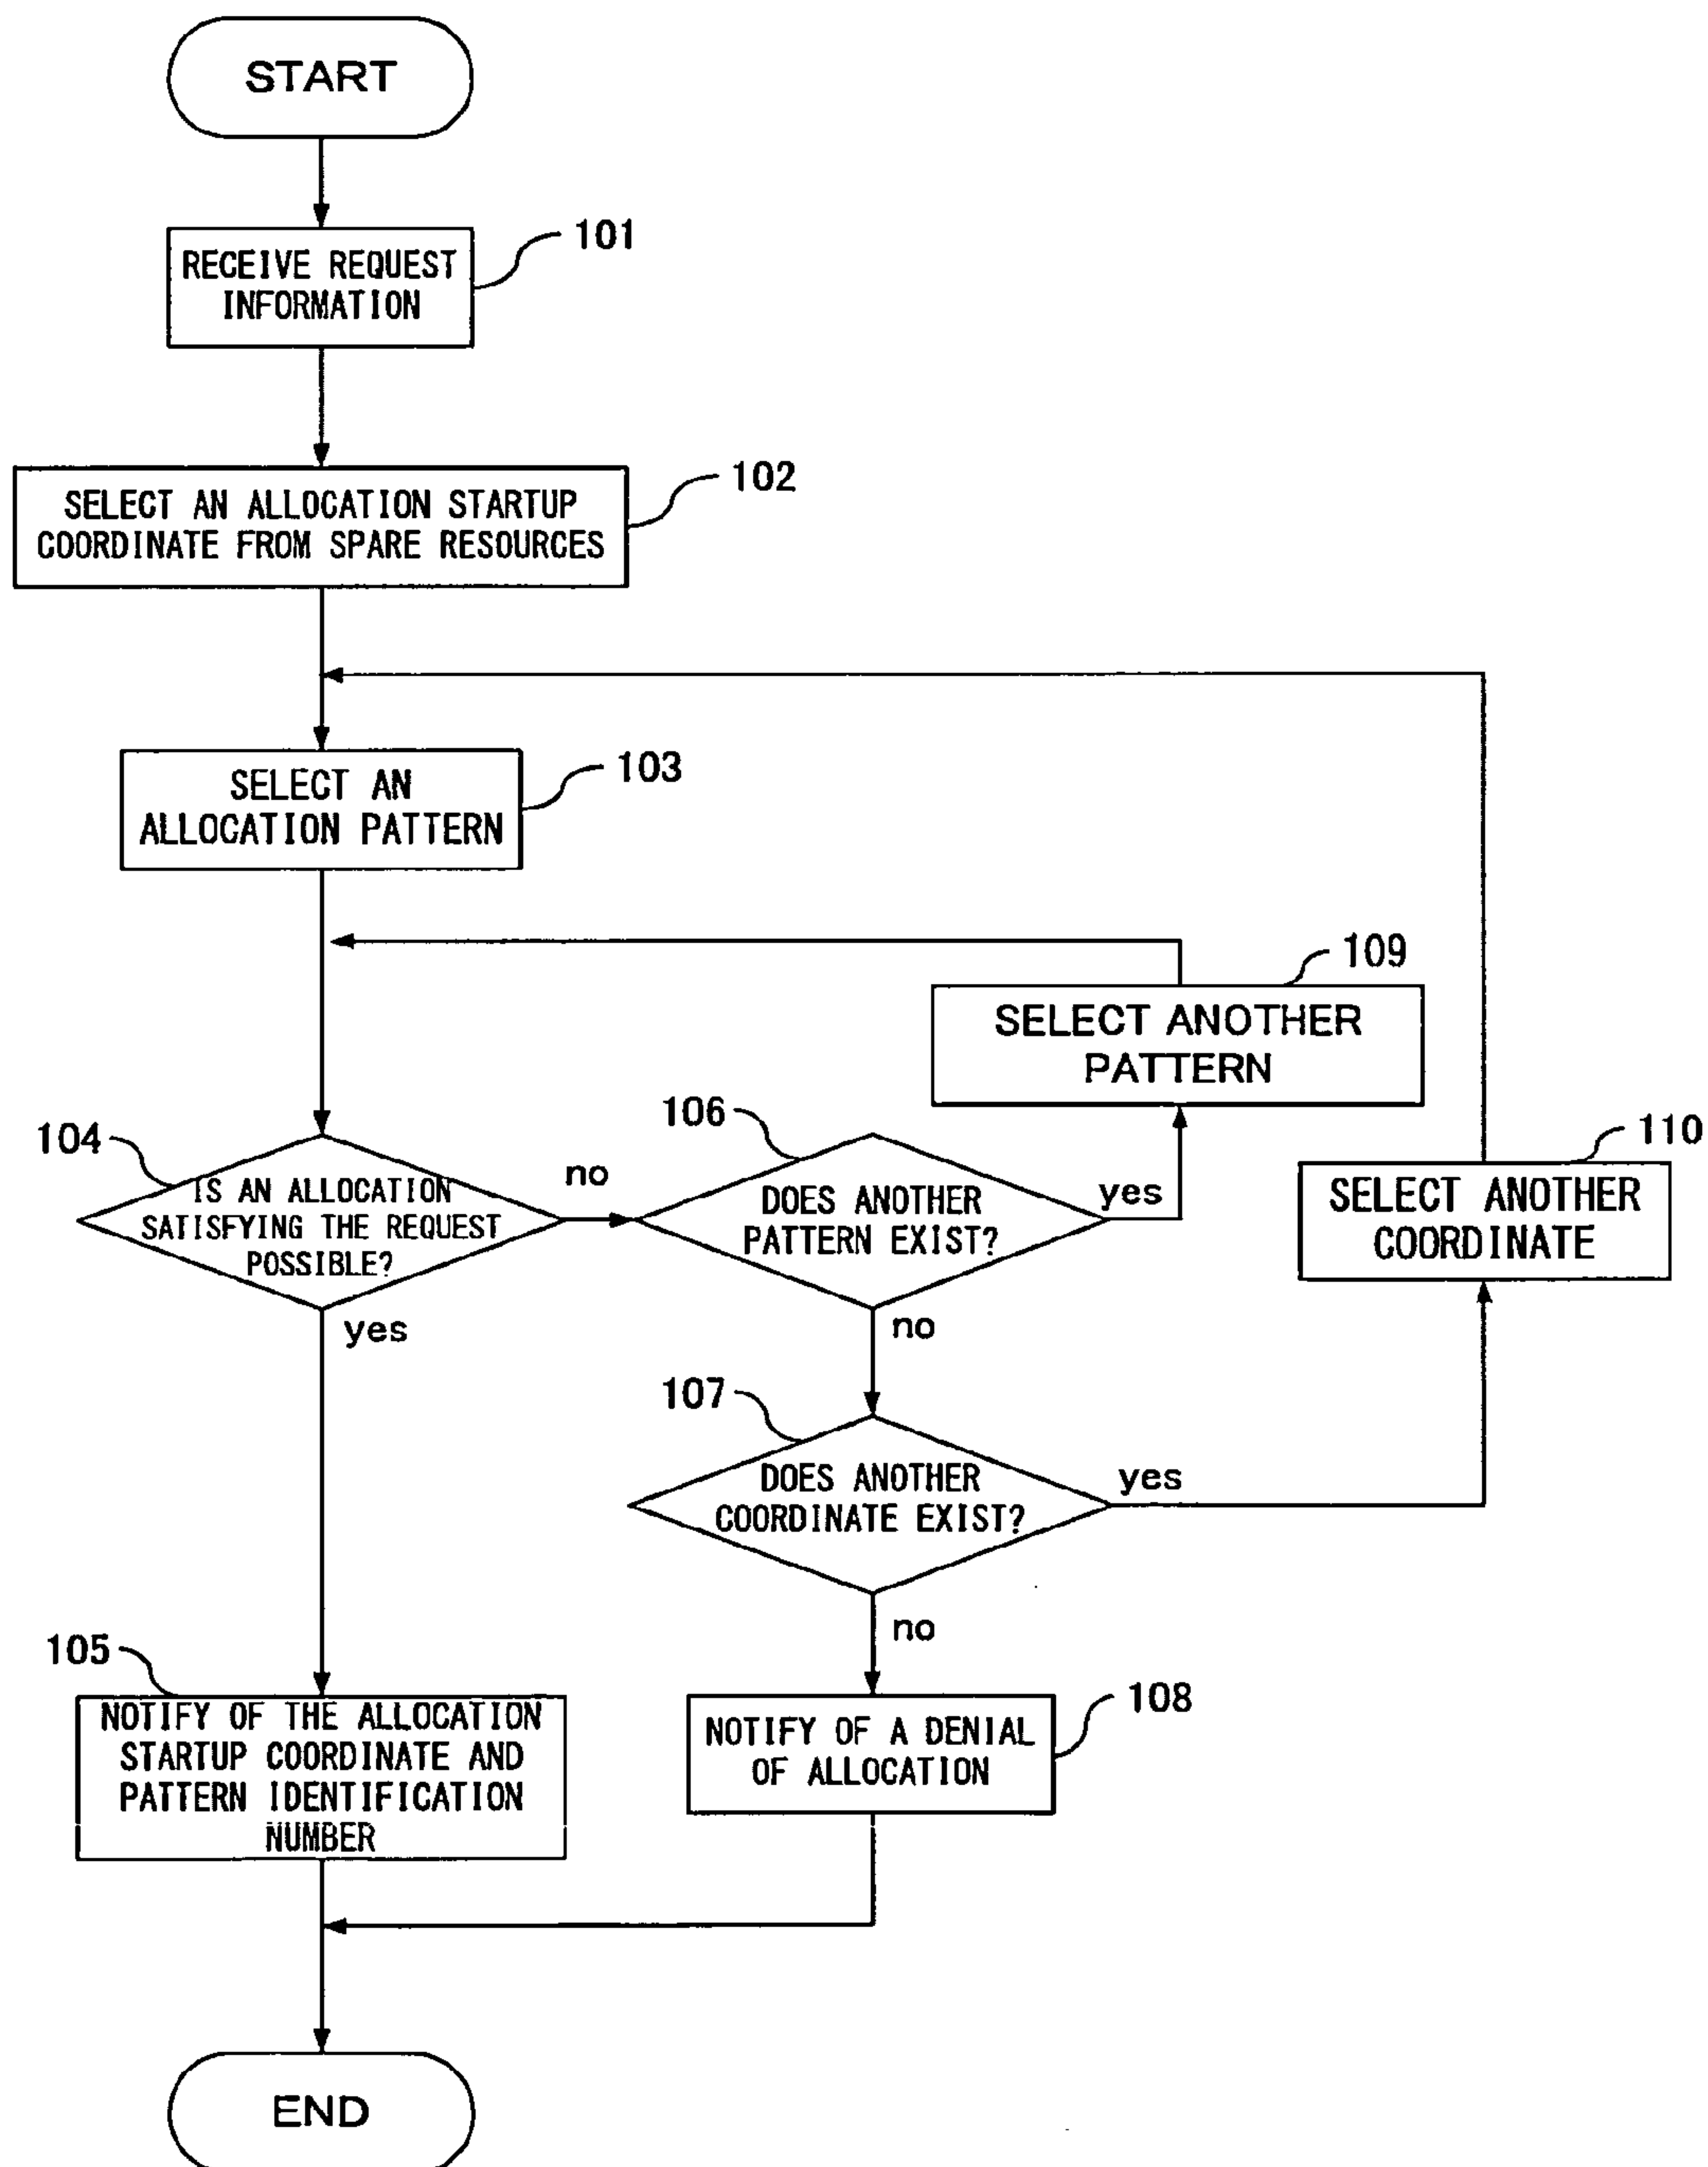 START
101
RECEIVE REQUEST
INFORMATION
102
SELECT AN ALLOCATION STARTUP
COORDINATE FROM SPARE RESOURCES
103
SELECT AN
ALLOCATION PATTERN
109
SELECT ANOTHER
PATTERN
104
IS AN ALLOCATION
SATISFYING THE REQUEST
POSSIBLE?
no
yes
106
DOES ANOTHER
PATTERN EXIST?
yes
no
110
SELECT ANOTHER
COORDINATE
107
DOES ANOTHER
COORDINATE EXIST?
yes
no
105
NOTIFY OF THE ALLOCATION
STARTUP COORDINATE AND
PATTERN IDENTIFICATION
NUMBER
108
NOTIFY OF A DENIAL
OF ALLOCATION
END